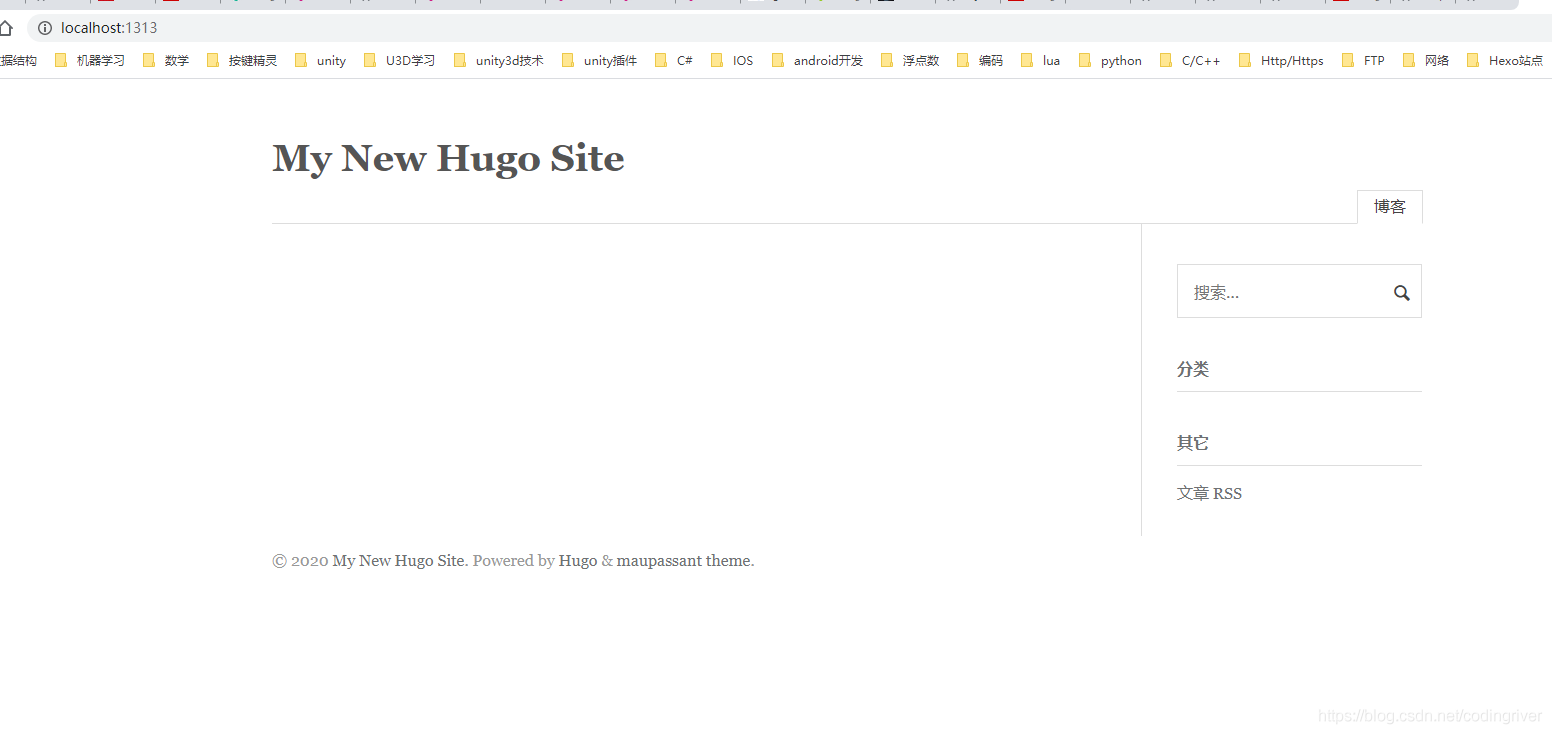 localhost:1313
据结构 机器学习 数学 按键精灵 unity U3D学习 unity3d技术 unity插件 C# IOS android开发 浮点数 编码 lua python C/C++ Http/Https FTP 网络 Hexo站点
My New Hugo Site
博客
搜索...
分类
其它
文章 RSS
© 2020 My New Hugo Site. Powered by Hugo & maupassant theme.
https://blog.csdn.net/codingriver